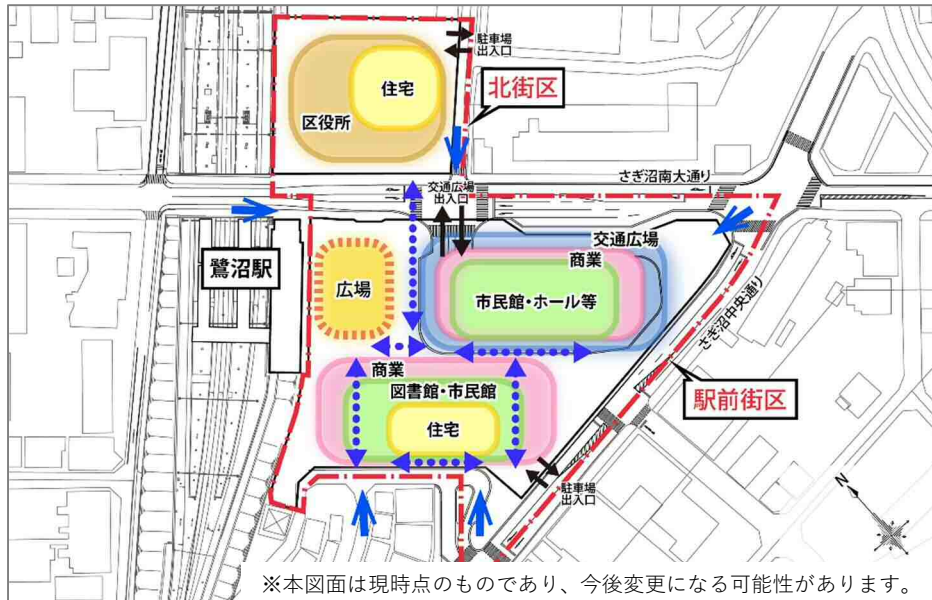 駐車場
出入口
住宅
区役所
北街区
さぎ沼南大通り
交通広場
出入口
鷺沼駅
広場
交通広場
商業
市民館・ホール等
さぎ沼中央通り
商業
図書館・市民館
住宅
駅前街区
駐車場
出入口
N
※本図面は現時点のものであり、今後変更になる可能性があります。